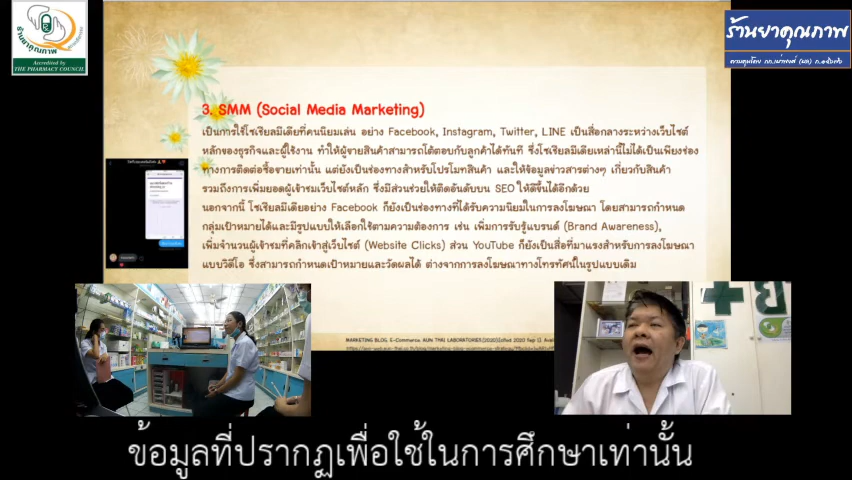 ร้านยาคุณภาพ
Accredited by
THE PHARMACY COUNCIL
ร้านยาคุณภาพ
3. SMM (Social Media Marketing)
เป็นการใช้โซเชียลมีเดียที่คนนิยมเล่น อย่าง Facebook, Instagram, Twitter, LINE เป็นสื่อกลางระหว่างเว็บไซต์
หลักของธุรกิจและผู้ใช้งาน ทำให้ผู้ขายสินค้าสามารถโต้ตอบกับลูกค้าได้ทันที ซึ่งโซเชียลมีเดียเหล่านี้ไม่ได้เป็นเพียงช่อง
ทางการติดต่อซื้อขายเท่านั้น แต่ยังเป็นช่องทางสำหรับโปรโมทสินค้า และให้ข้อมูลข่าวสารต่างๆ เกี่ยวกับสินค้า
รวมถึงการเพิ่มยอดผู้เข้าชมเว็บไซต์หลัก ซึ่งมีส่วนช่วยให้ติดอันดับบน SEO ให้ดีขึ้นได้อีกด้วย
นอกจากนี้ โซเชียลมีเดียอย่าง Facebook ก็ยังเป็นช่องทางที่ได้รับความนิยมในการลงโฆษณา โดยสามารถกำหนด
กลุ่มเป้าหมายได้และมีรูปแบบให้เลือกใช้ตามความต้องการ เช่น เพิ่มการรับรู้แบรนด์ (Brand Awareness),
เพิ่มจำนวนผู้เข้าชมที่คลิกเข้าสู่เว็บไซต์ (Website Clicks) ส่วน YouTube ก็ยังเป็นสื่อที่มาแรงสำหรับการลงโฆษณา
แบบวิดีโอ ซึ่งสามารถกำหนดเป้าหมายและวัดผลได้ ต่างจากการลงโฆษณาทางโทรทัศน์ในรูปแบบเดิม
MARKETING BLOG. E-Commerce. KUN THAI LABORATORIES.[2020]
ย
ข้อมูลที่ปรากฏเพื่อใช้ในการศึกษาเท่านั้น